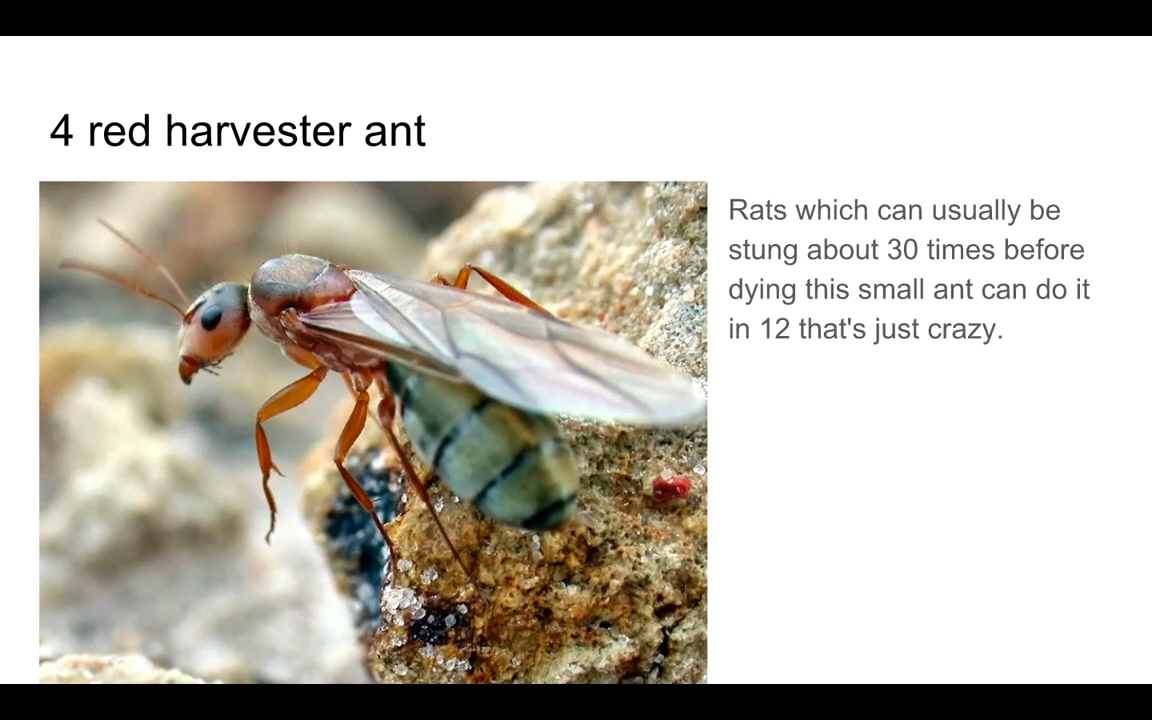 4 red harvester ant
Rats which can usually be
stung about 30 times before
dying this small ant can do it
in 12 that's just crazy.